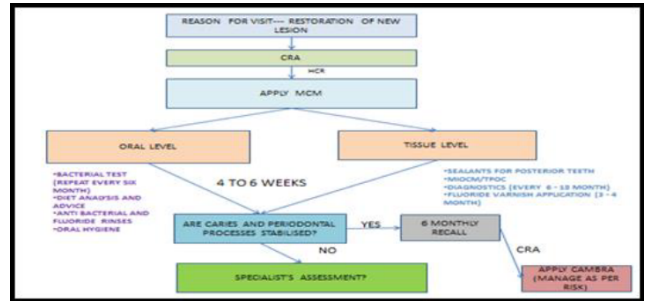 REASON FOR VISIT--- RESTORATION OF NEW
LESION
CRA
HCR
APPLY MCM
ORAL LEVEL
TISSUE LEVEL
•BACTERIAL TEST
(REPEAT EVERY SIX
MONTH)
•DIET ANALYSIS AND
ADVICE
•ANTI BACTERIAL AND
FLUORIDE RINSES
•ORAL HYGIENE
4 TO 6 WEEKS
•SEALANTS FOR POSTERIOR TEETH
•MIOCM/TPOC
•DIAGNOSTICS (EVERY 6 - 18 MONTH)
•FLUORIDE VARNISH APPLICATION (3 - 4
MONTH)
ARE CARIES AND PERIODONTAL
PROCESSES STABILISED?
YES
6 MONTHLY
RECALL
NO
CRA
SPECIALIST'S ASSESSMENT?
APPLY CAMBRA
(MANAGE AS PER
RISK)